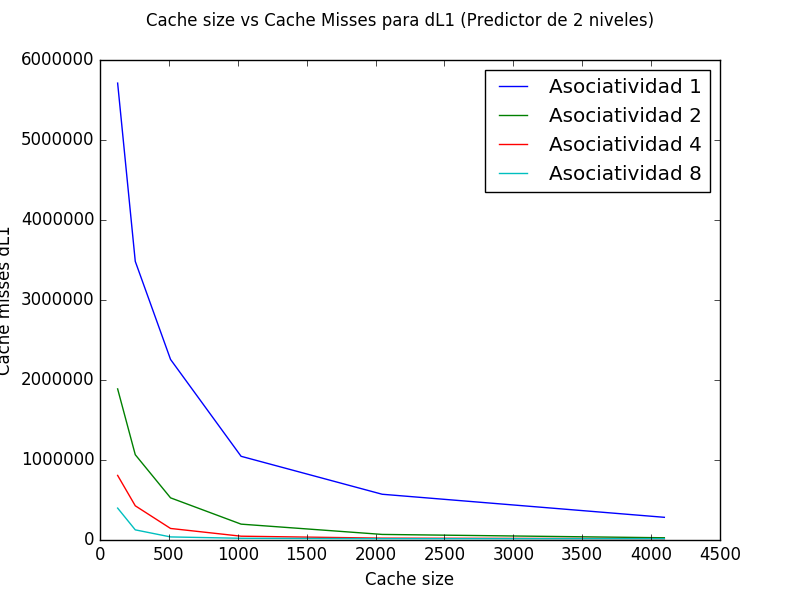 Cache size vs Cache Misses para dL1 (Predictor de 2 niveles)
6000000
5000000
4000000
3000000
2000000
1000000
0
Cache misses dL1
Asociatividad 1
Asociatividad 2
Asociatividad 4
Asociatividad 8
0 500 1000 1500 2000 2500 3000 3500 4000 4500
Cache size